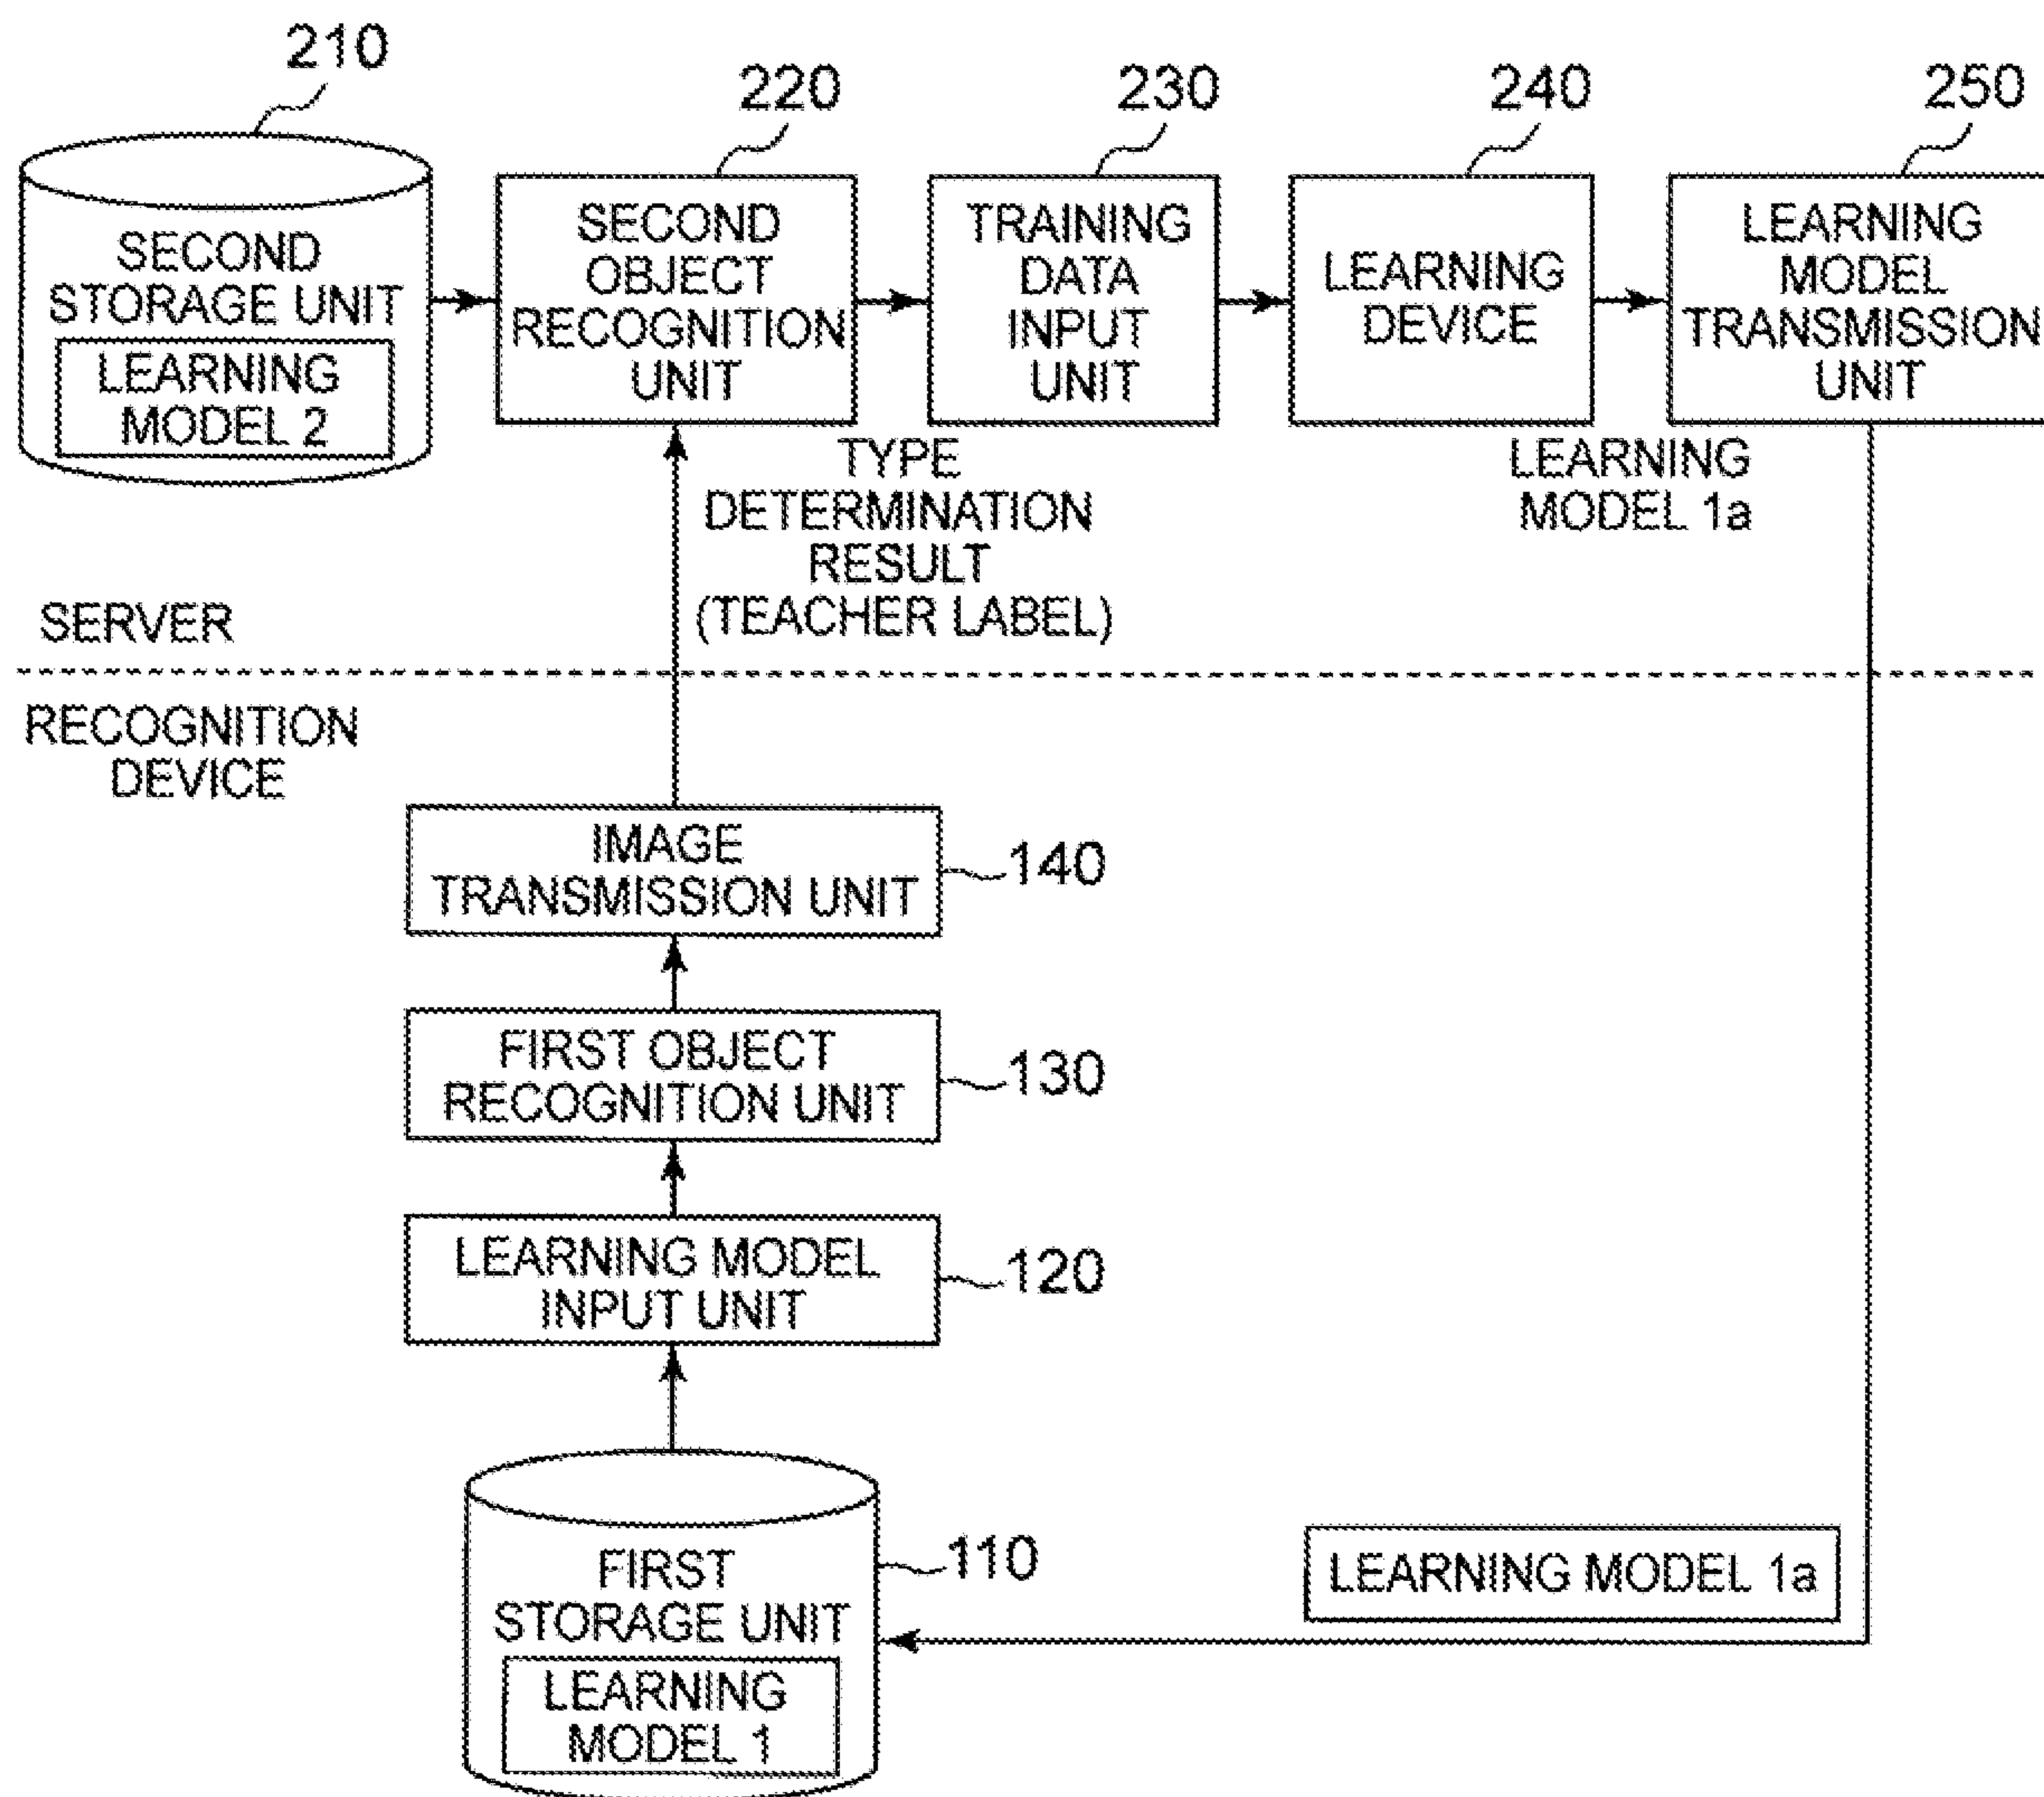 210
220
230
240
250
SECOND
STORAGE UNIT
LEARNING
MODEL 2
SECOND
OBJECT
RECOGNITION
UNIT
TRAINING
DATA
INPUT
UNIT
LEARNING
DEVICE
LEARNING
MODEL
TRANSMISSION
UNIT
TYPE
DETERMINATION
RESULT
(TEACHER LABEL)
LEARNING
MODEL 1a
SERVER
RECOGNITION
DEVICE
IMAGE
TRANSMISSION UNIT
140
FIRST OBJECT
RECOGNITION UNIT
130
LEARNING MODEL
INPUT UNIT
120
FIRST
STORAGE UNIT
LEARNING
MODEL 1
110
LEARNING MODEL 1a